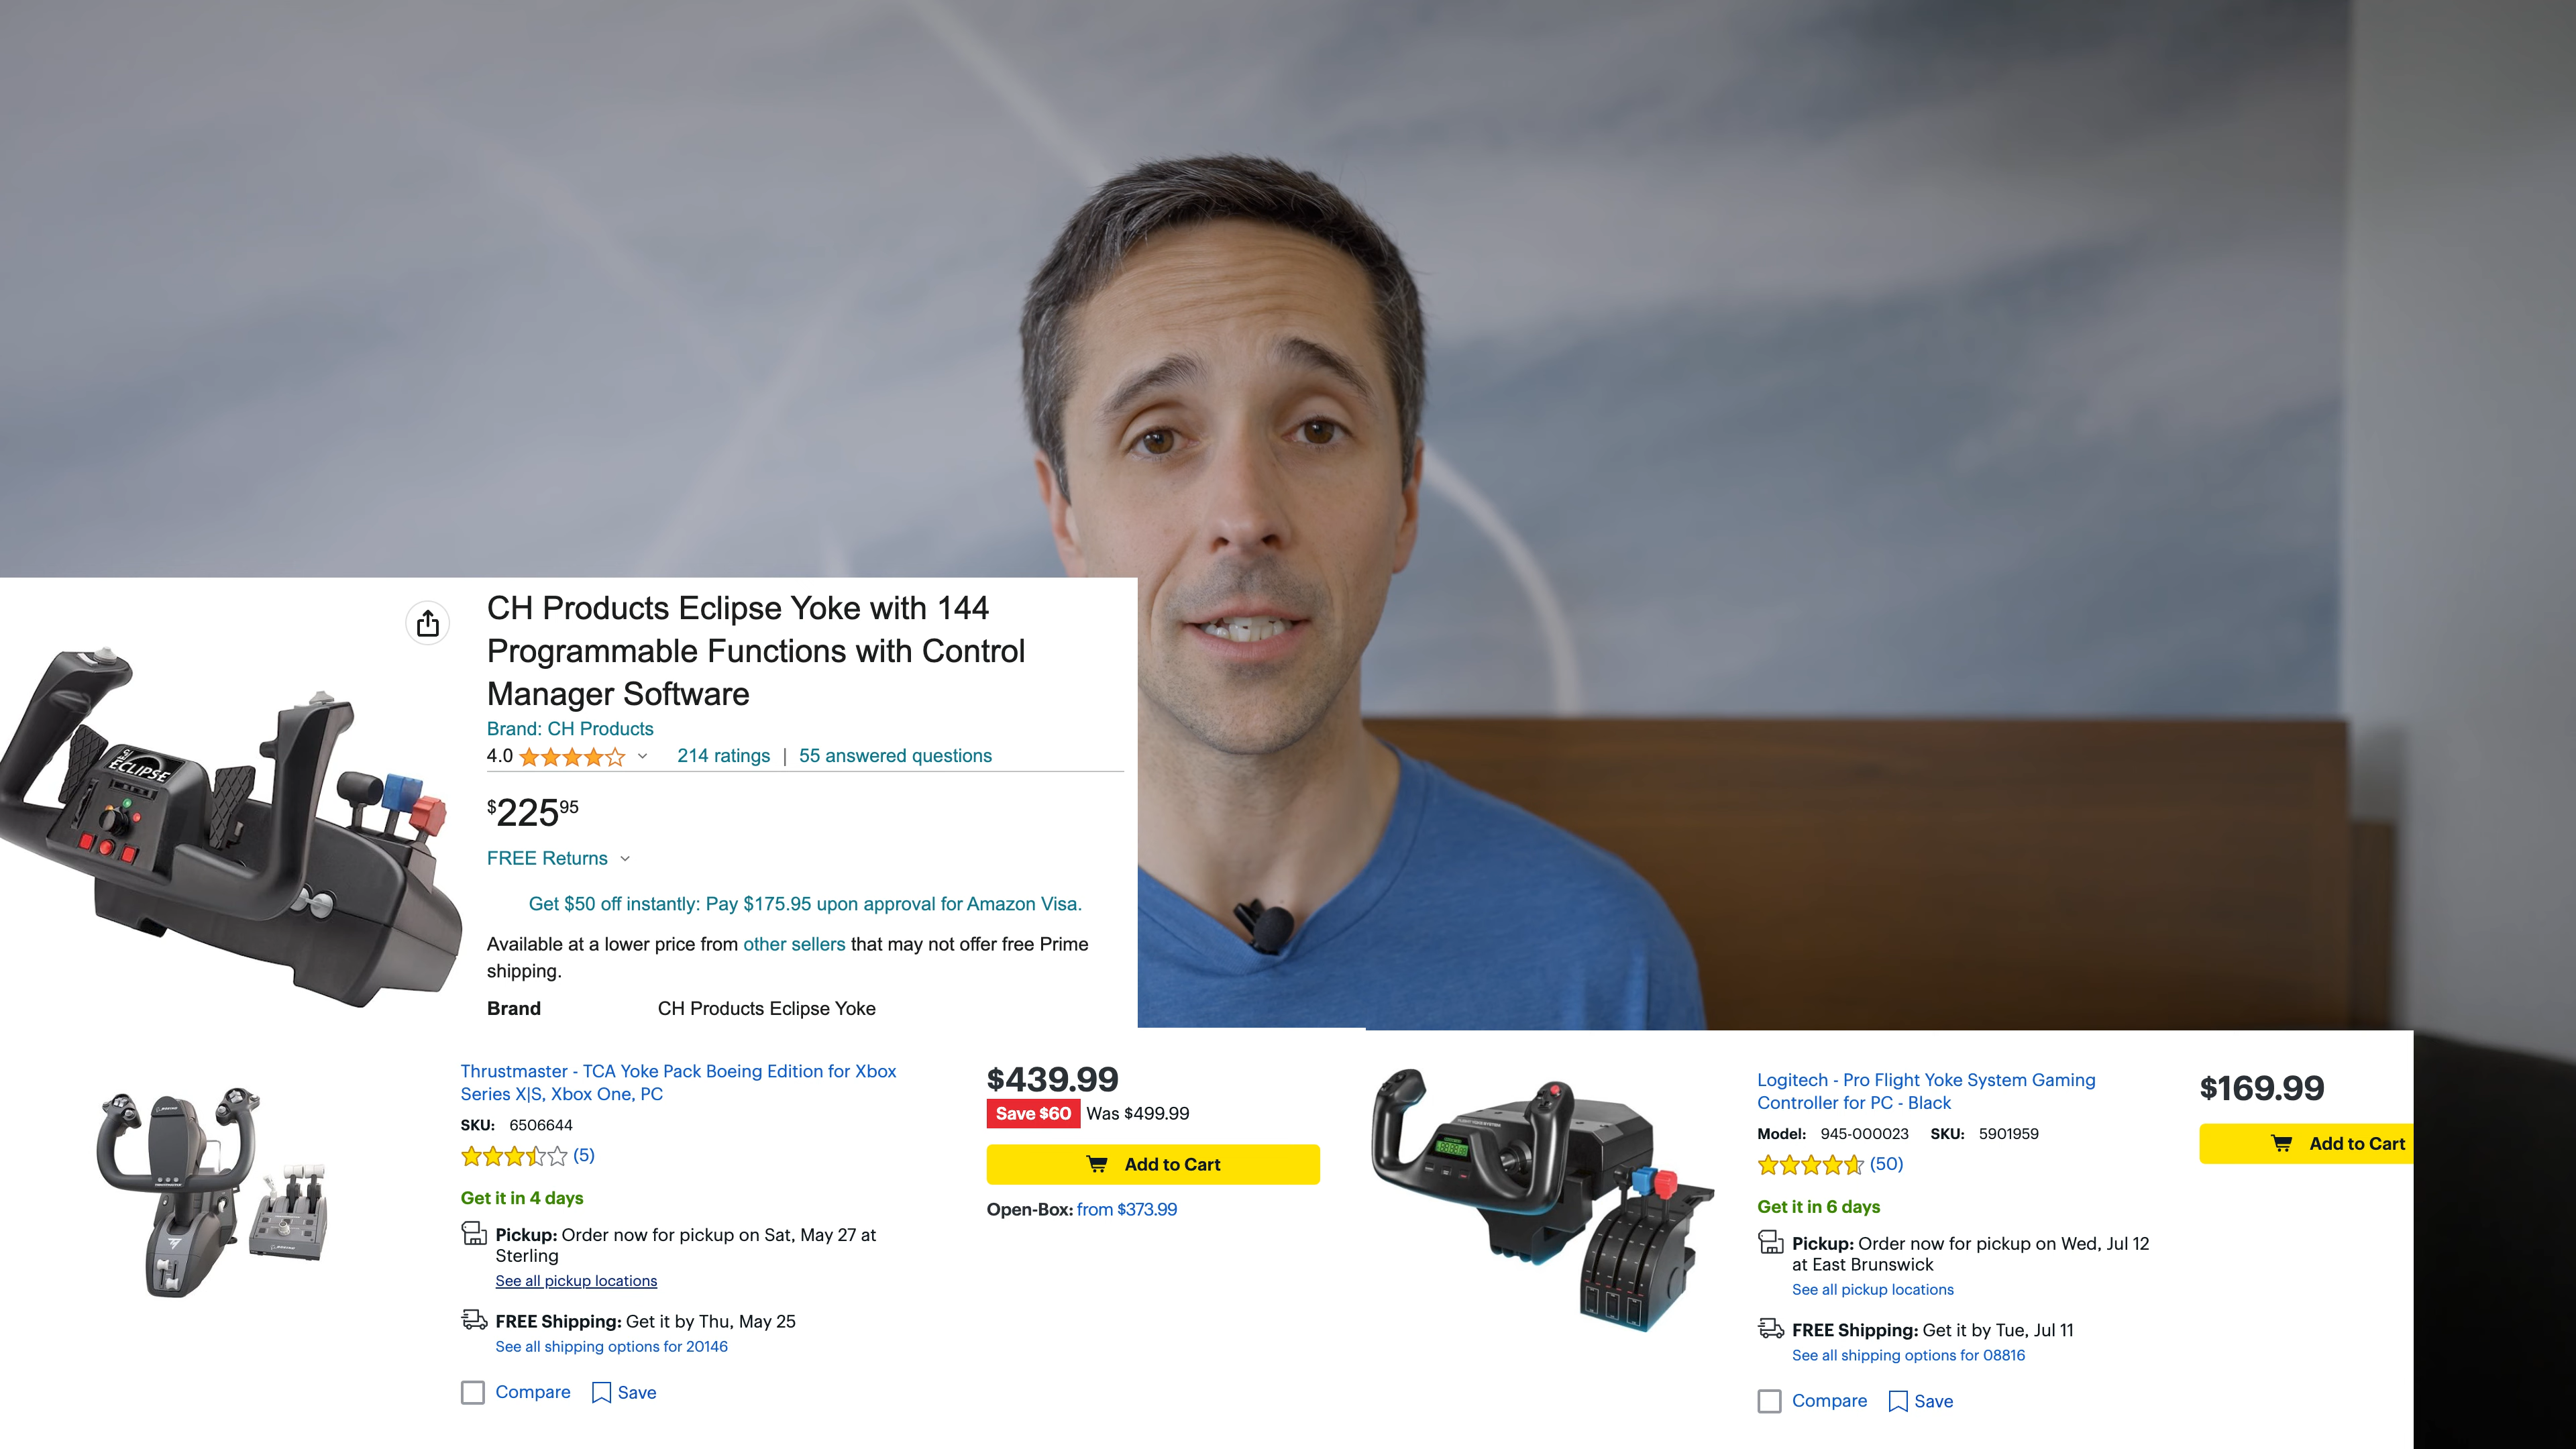 CH Products Eclipse Yoke with 144
Programmable Functions with Control
Manager Software
Brand: CH Products
4.0
214 ratings | 55 answered questions
$225 95
FREE Returns
Get $50 off instantly: Pay $175.95 upon approval for Amazon Visa.
Available at a lower price from other sellers that may not offer free Prime
shipping.
Brand CH Products Eclipse Yoke
ECLIPSE
Thrustmaster - TCA Yoke Pack Boeing Edition for Xbox
Series X|S, Xbox One, PC
SKU: 6506644
(5)
Get it in 4 days
Pickup: Order now for pickup on Sat, May 27 at
Sterling
See all pickup locations
FREE Shipping: Get it by Thu, May 25
See all shipping options for 20146
Compare Save
$439.99
Save $60 Was $499.99
Add to Cart
Open-Box: from $373.99
Logitech - Pro Flight Yoke System Gaming
Controller for PC - Black
Model: 945-000023 SKU: 5901959
(50)
Get it in 6 days
Pickup: Order now for pickup on Wed, Jul 12
at East Brunswick
See all pickup locations
FREE Shipping: Get it by Tue, Jul 11
See all shipping options for 08816
Compare Save
$169.99
Add to Cart